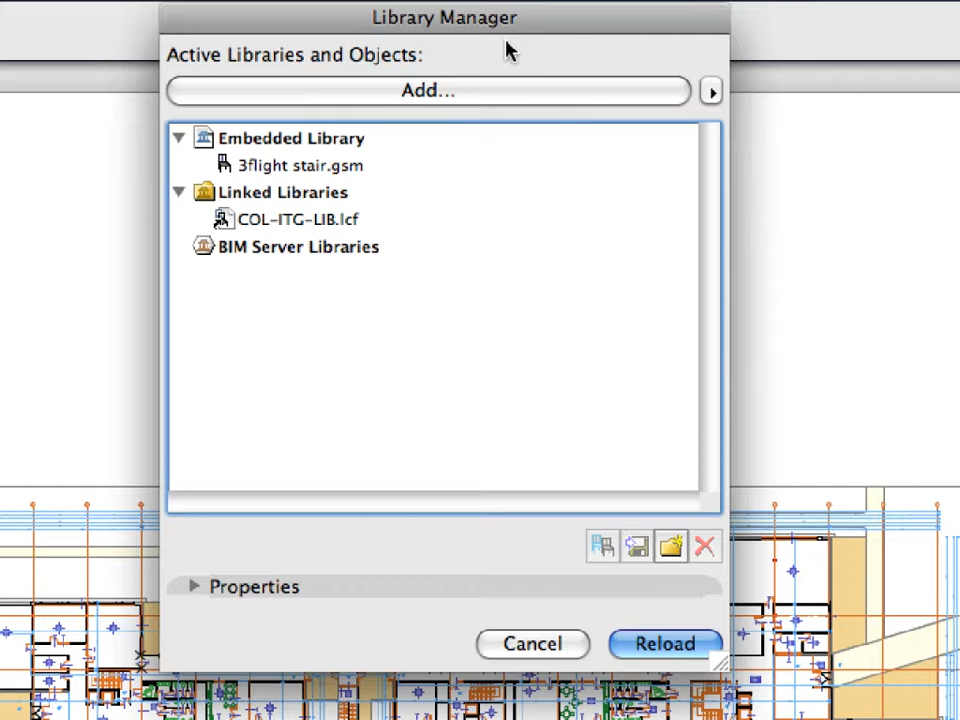 Library Manager
Active Libraries and Objects:
Add...
Embedded Library
3flight stair.gsm
Linked Libraries
COL-ITG-LIB.lcf
BIM Server Libraries
Properties
Cancel
Reload